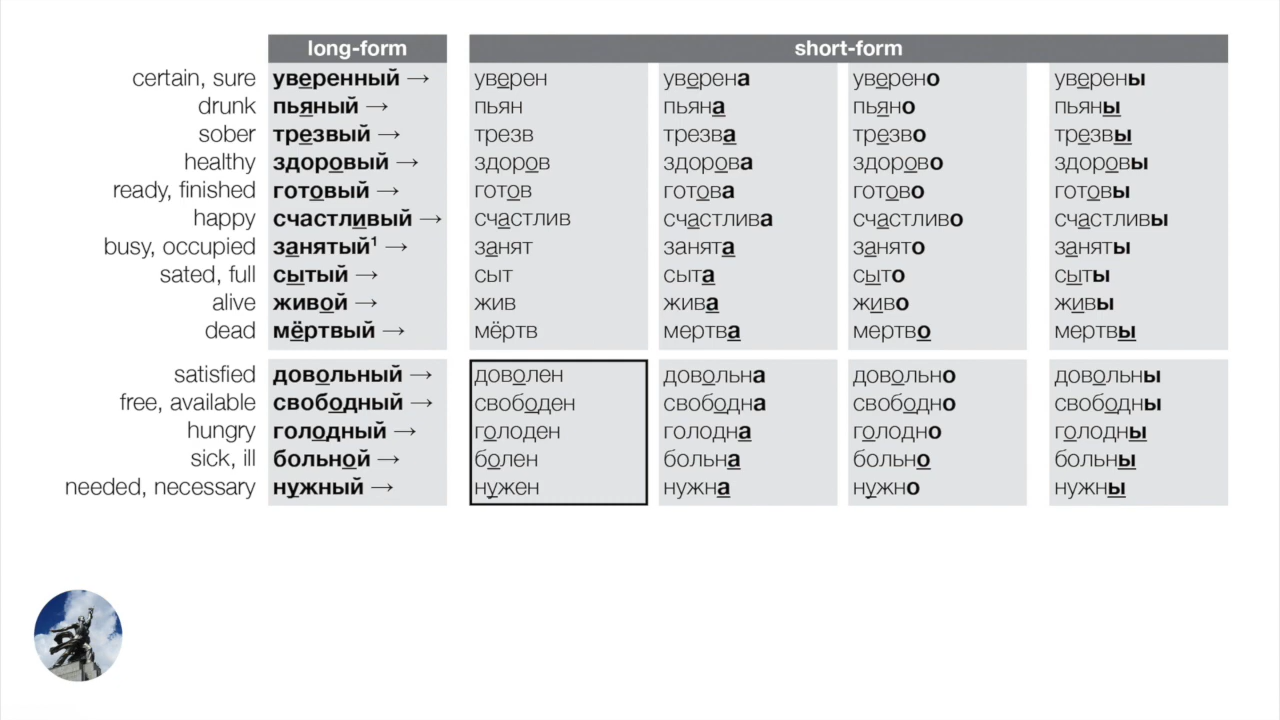 long-form short-form
certain, sure уверенный → уверен уверена уверено уверены
drunk пьяный → пьян пьяна пьяно пьяны
sober трезвый → трезв трезва трезво трезвы
healthy здоровый → здоров здорова здорово здоровы
ready, finished готовый → готов готова готово готовы
happy счастливый → счастлив счастлива счастливо счастливы
busy, occupied занятый¹ → занят занята занято заняты
sated, full сытый → сыт сыта сыто сыты
alive живой → жив жива живо живы
dead мёртвый → мёртв мертва мертво мертвы
satisfied довольный → доволен довольна довольно довольны
free, available свободный → свободен свободна свободно свободны
hungry голодный → голоден голодна голодно голодны
sick, ill больной → болен больна больно больны
needed, necessary нужный → нужен нужна нужно нужны